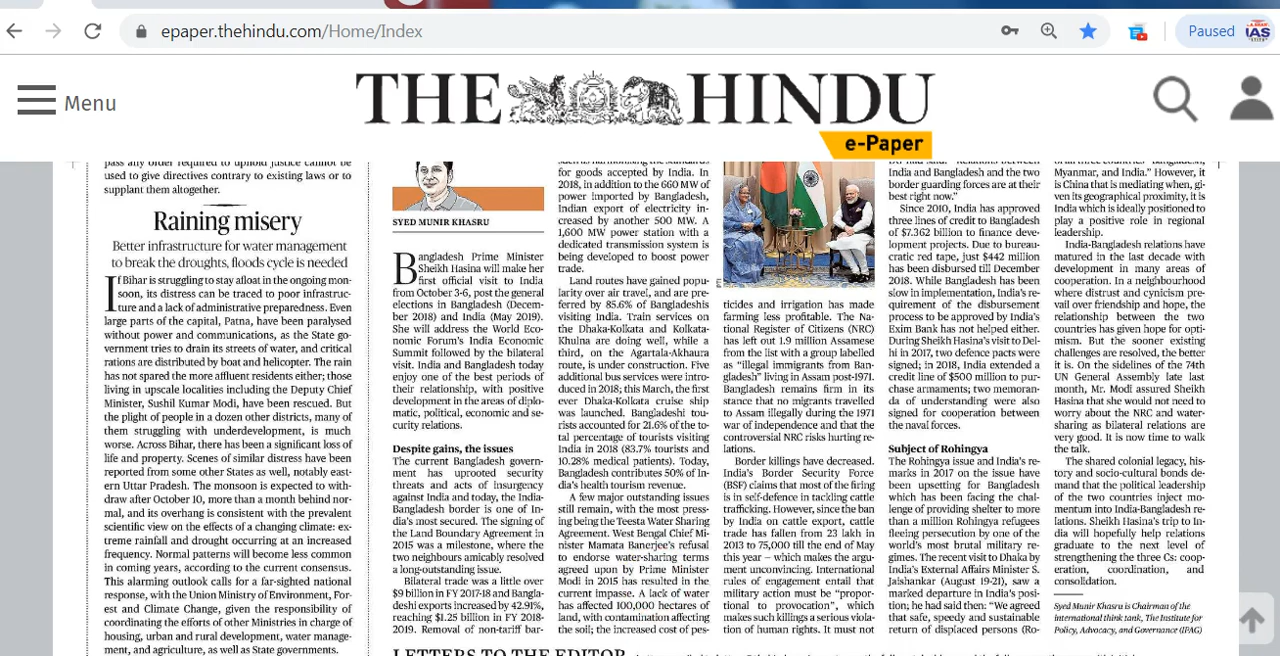 epaper.thehindu.com/Home/Index
Paused
IAS
Menu
THE HINDU
e-Paper
pass any order required to uphold justice cannot be
used to give directives contrary to existing laws or to
supplant them altogether.
Raining misery
Better infrastructure for water management
to break the droughts, floods cycle is needed
If Bihar is struggling to stay afloat in the ongoing mon-
soon, its distress can be traced to poor infrastruc-
ture and a lack of administrative preparedness. Even
large parts of the capital, Patna, have been paralysed
without power and communications, as the State go-
vernment tries to drain its streets of water, and critical
rations are distributed by boat and helicopter. The rain
has not spared the more affluent residents either; those
living in upscale localities including the Deputy Chief
Minister, Sushil Kumar Modi, have been rescued. But
the plight of people in a dozen other districts, many of
them struggling with underdevelopment, is much
worse. Across Bihar, there has been a significant loss of
life and property. Scenes of similar distress have been
reported from some other States as well, notably east-
ern Uttar Pradesh. The monsoon is expected to with-
draw after October 10, more than a month behind nor-
mal, and its overhang is consistent with the prevalent
scientific view on the effects of a changing climate: ex-
treme rainfall and drought occurring at an increased
frequency. Normal patterns will become less common
in coming years, according to the current consensus.
This alarming outlook calls for a far-sighted national
response, with the Union Ministry of Environment, For-
est and Climate Change, given the responsibility of
coordinating the efforts of other Ministries in charge of
housing, urban and rural development, water manage-
ment, and agriculture, as well as State governments.
SYED MUNIR KHASRU
Bangladesh Prime Minister
Sheikh Hasina will make her
first official visit to India
from October 3-6, post the general
elections in Bangladesh (Decem-
ber 2018) and India (May 2019).
She will address the World Eco-
nomic Forum's India Economic
Summit followed by the bilateral
visit. India and Bangladesh today
enjoy one of the best periods of
their relationship, with positive
development in the areas of diplo-
matic, political, economic and se-
curity relations.
Despite gains, the issues
The current Bangladesh govern-
ment has uprooted security
threats and acts of insurgency
against India and today, the India-
Bangladesh border is one of In-
dia's most secured. The signing of
the Land Boundary Agreement in
2015 was a milestone, where the
two neighbours amicably resolved
a long-outstanding issue.
Bilateral trade was a little over
$9 billion in FY 2017-18 and Bangla-
deshi exports increased by 42.91%,
reaching $1.25 billion in FY 2018-
2019. Removal of non-tariff bar-
such as harmonising the standards
for goods accepted by India. In
2018, in addition to the 660 MW of
power imported by Bangladesh,
Indian export of electricity in-
creased by another 500 MW. A
1,600 MW power station with a
dedicated transmission system is
being developed to boost power
trade.
Land routes have gained popu-
larity over air travel, and are pre-
ferred by 85.6% of Bangladeshis
visiting India. Train services on
the Dhaka-Kolkata and Kolkata-
Khulna are doing well, while a
third, on the Agartala-Akhaura
route, is under construction. Five
additional bus services were intro-
duced in 2018; this March, the first
ever Dhaka-Kolkata cruise ship
was launched. Bangladeshi tou-
rists accounted for 21.6% of the to-
tal percentage of tourists visiting
India in 2018 (83.7% tourists and
10.28% medical patients). Today,
Bangladesh contributes 50% of In-
dia's health tourism revenue.
A few major outstanding issues
still remain, with the most press-
ing being the Teesta Water Sharing
Agreement. West Bengal Chief Mi-
nister Mamata Banerjee's refusal
to endorse water-sharing terms
agreed upon by Prime Minister
Modi in 2015 has resulted in the
current impasse. A lack of water
has affected 100,000 hectares of
land, with contamination affecting
the soil; the increased cost of pes-
PTI
ticides and irrigation has made
farming less profitable. The Na-
tional Register of Citizens (NRC)
has left out 1.9 million Assamese
from the list with a group labelled
as "illegal immigrants from Ban-
gladesh" living in Assam post-1971.
Bangladesh remains firm in its
stance that no migrants travelled
to Assam illegally during the 1971
war of independence and that the
controversial NRC risks hurting re-
lations.
Border killings have decreased.
India's Border Security Force
(BSF) claims that most of the firing
is in self-defence in tackling cattle
trafficking. However, since the ban
by India on cattle export, cattle
trade has fallen from 23 lakh in
2013 to 75,000 till the end of May
this year – which makes the argu-
ment unconvincing. International
rules of engagement entail that
military action must be "propor-
tional to provocation", which
makes such killings a serious viola-
tion of human rights. It must not
had said: "Relations between
India and Bangladesh and the two
border guarding forces are at their
best right now."
Since 2010, India has approved
three lines of credit to Bangladesh
of $7.362 billion to finance deve-
lopment projects. Due to bureau-
cratic red tape, just $442 million
has been disbursed till December
2018. While Bangladesh has been
slow in implementation, India's re-
quirement of the disbursement
process to be approved by India's
Exim Bank has not helped either.
During Sheikh Hasina's visit to Del-
hi in 2017, two defence pacts were
signed; in 2018, India extended a
credit line of $500 million to pur-
chase armaments; two memoran-
da of understanding were also
signed for cooperation between
the naval forces.
Subject of Rohingya
The Rohingya issue and India's re-
marks in 2017 on the issue have
been upsetting for Bangladesh
which has been facing the chal-
lenge of providing shelter to more
than a million Rohingya refugees
fleeing persecution by one of the
world's most brutal military re-
gimes. The recent visit to Dhaka by
India's External Affairs Minister S.
Jaishankar (August 19-21), saw a
marked departure in India's posi-
tion; he had said then: "We agreed
that safe, speedy and sustainable
return of displaced persons (Ro-
of all three countries – Bangladesh,
Myanmar, and India." However, it
is China that is mediating when, gi-
ven its geographical proximity, it is
India which is ideally positioned to
play a positive role in regional
leadership.
India-Bangladesh relations have
matured in the last decade with
development in many areas of
cooperation. In a neighbourhood
where distrust and cynicism pre-
vail over friendship and hope, the
relationship between the two
countries has given hope for opti-
mism. But the sooner existing
challenges are resolved, the better
it is. On the sidelines of the 74th
UN General Assembly late last
month, Mr. Modi assured Sheikh
Hasina that she would not need to
worry about the NRC and water-
sharing as bilateral relations are
very good. It is now time to walk
the talk.
The shared colonial legacy, his-
tory and socio-cultural bonds de-
mand that the political leadership
of the two countries inject mo-
mentum into India-Bangladesh re-
lations. Sheikh Hasina's trip to In-
dia will hopefully help relations
graduate to the next level of
strengthening the three Cs: coop-
eration, coordination, and
consolidation.
Syed Munir Khasru is Chairman of the
international think tank, The Institute for
Policy, Advocacy, and Governance (IPAG)
LETTERS TO THE EDITOR